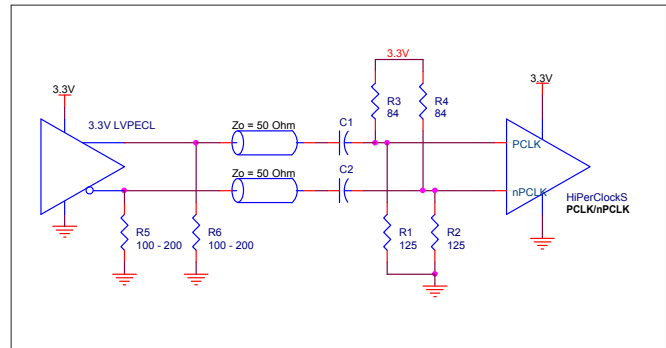 3.3V
3.3V LVPECL
Zo = 50 Ohm
C1
3.3V
R3
84
R4
84
3.3V
PCLK
Zo = 50 Ohm
C2
nPCLK
HiPerClockS
PCLK/nPCLK
R5
100 - 200
R6
100 - 200
R1
125
R2
125